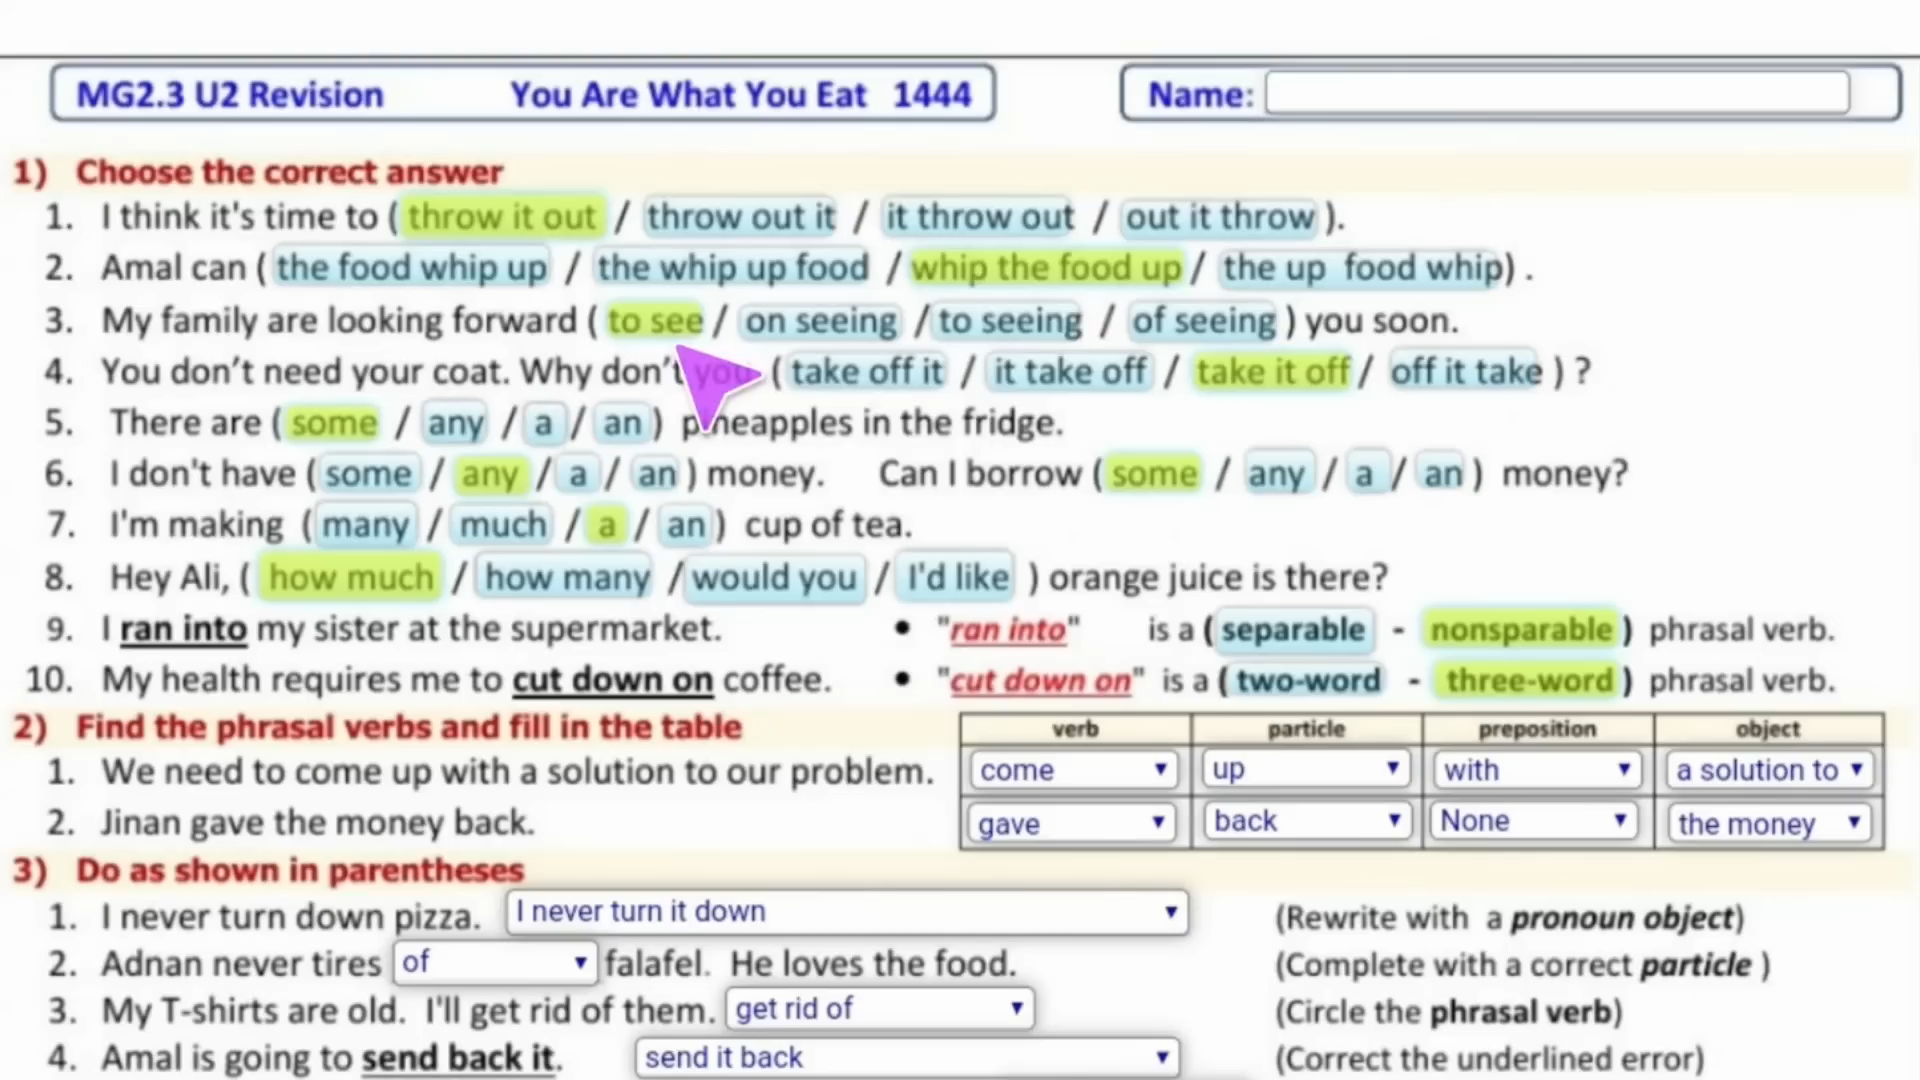 MG2.3 U2 Revision You Are What You Eat 1444 Name:
1) Choose the correct answer
1. I think it's time to ( throw it out / throw out it / it throw out / out it throw ).
2. Amal can ( the food whip up / the whip up food / whip the food up / the up food whip) .
3. My family are looking forward ( to see / on seeing / to seeing / of seeing ) you soon.
4. You don't need your coat. Why don't you ( take off it / it take off / take it off / off it take ) ?
5. There are ( some / any / a / an ) pineapples in the fridge.
6. I don't have ( some / any / a / an ) money. Can I borrow ( some / any / a / an ) money?
7. I'm making ( many / much / a / an ) cup of tea.
8. Hey Ali, ( how much / how many / would you / I'd like ) orange juice is there?
9. I ran into my sister at the supermarket. • "ran into" is a ( separable - nonsparable ) phrasal verb.
10. My health requires me to cut down on coffee. • "cut down on" is a ( two-word - three-word ) phrasal verb.
2) Find the phrasal verbs and fill in the table
verb particle preposition object
1. We need to come up with a solution to our problem. come up with a solution to
2. Jinan gave the money back. gave back None the money
3) Do as shown in parentheses
1. I never turn down pizza. I never turn it down (Rewrite with a pronoun object)
2. Adnan never tires of falafel. He loves the food. (Complete with a correct particle )
3. My T-shirts are old. I'll get rid of them. get rid of (Circle the phrasal verb)
4. Amal is going to send back it. send it back (Correct the underlined error)